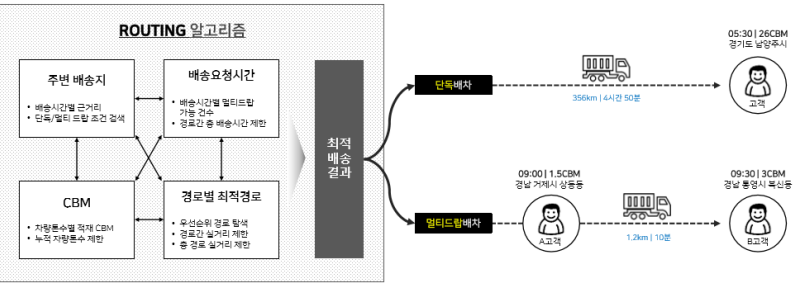 ROUTING 알고리즘
주변 배송지
• 배송시간별 근거리
• 단독/멀티 드랍 조건 검색
배송요청시간
• 배송시간별 멀티드랍
가능 건수
• 경로간 총 배송시간 제한
CBM
• 차량톤수별 적재 CBM
• 누적 차량톤수 제한
경로별 최적경로
• 우선순위 경로 탐색
• 경로간 실거리 제한
• 총 경로 실거리 제한
최적
배송
결과
단독배차
356km | 4시간 50분
05:30 | 26CBM
경기도 남양주시
고객
멀티드랍배차
09:00 | 1.5CBM
경남 거제시 상동동
A고객
1.2km | 10분
09:30 | 3CBM
경남 통영시 북신동
B고객